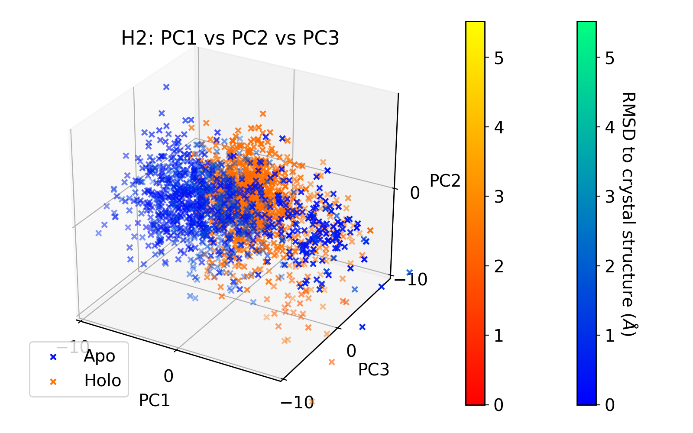 H2: PC1 vs PC2 vs PC3
5
4
3
2
1
0
5
4
3
2
1
0
RMSD to crystal structure (Å)
0
PC2
−10
0
PC3
−10
−10
0
PC1
Apo
Holo